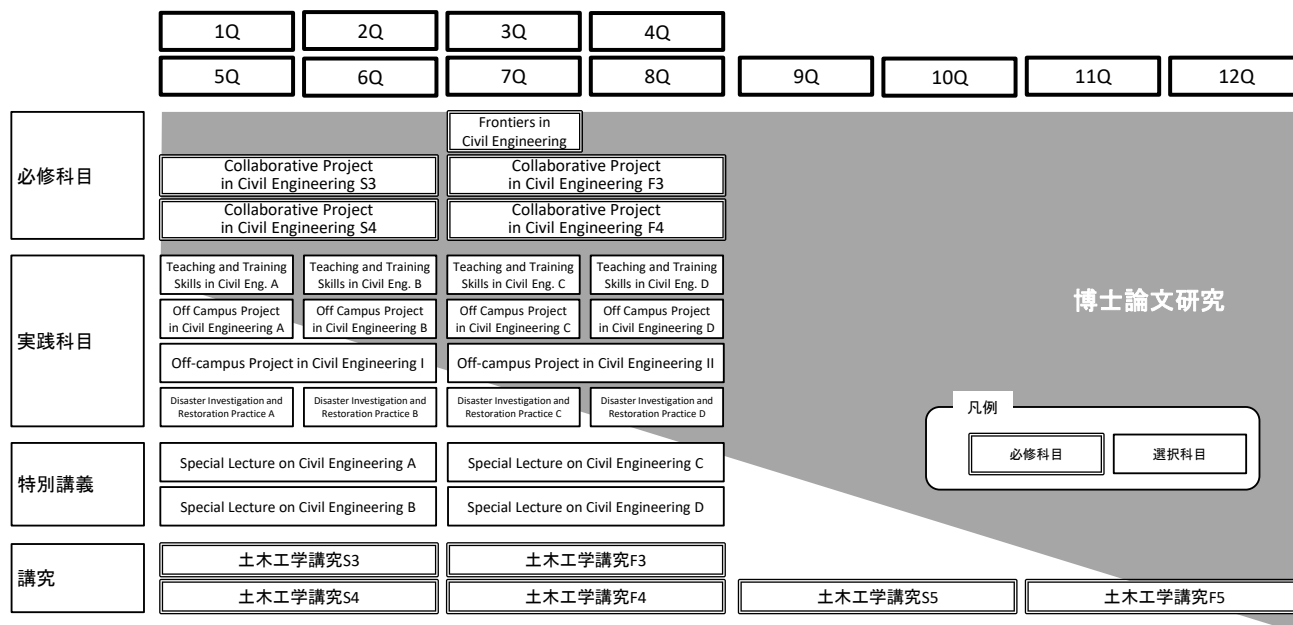 1Q 2Q 3Q 4Q
5Q 6Q 7Q 8Q 9Q 10Q 11Q 12Q
必修科目
Frontiers in
Civil Engineering
Collaborative Project
in Civil Engineering S3
Collaborative Project
in Civil Engineering F3
Collaborative Project
in Civil Engineering S4
Collaborative Project
in Civil Engineering F4
実践科目
Teaching and Training
Skills in Civil Eng. A
Teaching and Training
Skills in Civil Eng. B
Teaching and Training
Skills in Civil Eng. C
Teaching and Training
Skills in Civil Eng. D
Off Campus Project
in Civil Engineering A
Off Campus Project
in Civil Engineering B
Off Campus Project
in Civil Engineering C
Off Campus Project
in Civil Engineering D
Off-campus Project in Civil Engineering I
Off-campus Project in Civil Engineering II
Disaster Investigation and
Restoration Practice A
Disaster Investigation and
Restoration Practice B
Disaster Investigation and
Restoration Practice C
Disaster Investigation and
Restoration Practice D
博士論文研究
凡例
必修科目
選択科目
特別講義
Special Lecture on Civil Engineering A
Special Lecture on Civil Engineering C
Special Lecture on Civil Engineering B
Special Lecture on Civil Engineering D
講究
土木工学講究S3
土木工学講究F3
土木工学講究S4
土木工学講究F4
土木工学講究S5
土木工学講究F5